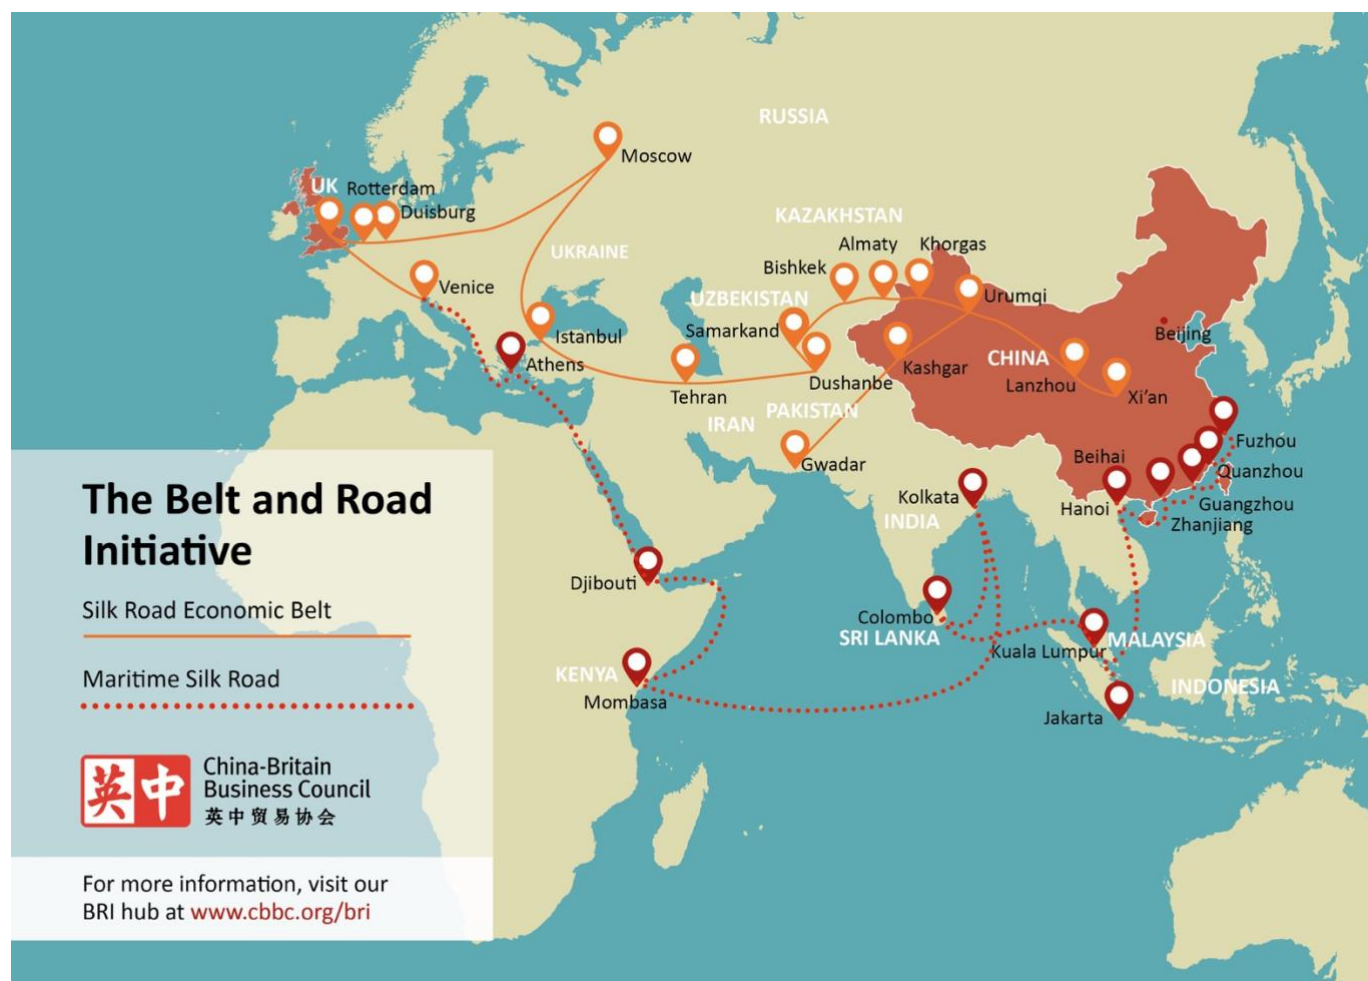 RUSSIA
Moscow
UK
Rotterdam
Duisburg
KAZAKHSTAN
Almaty
Khorgas
UKRAINE
Bishkek
Venice
UZBEKISTAN
Urumqi
Istanbul
Samarkand
Beijing
Athens
Kashgar
CHINA
Dushanbe
Lanzhou
Tehran
Xi’an
PAKISTAN
IRAN
Fuzhou
Beihai
Gwadar
Quanzhou
Kolkata
Hanoi
Guangzhou
INDIA
Zhanjiang
Djibouti
Colombo
SRI LANKA
MALAYSIA
Kuala Lumpur
KENYA
INDONESIA
Mombasa
Jakarta
The Belt and Road
Initiative
Silk Road Economic Belt
Maritime Silk Road
英中
China-Britain
Business Council
英中贸易协会
For more information, visit our
BRI hub at www.cbbc.org/bri